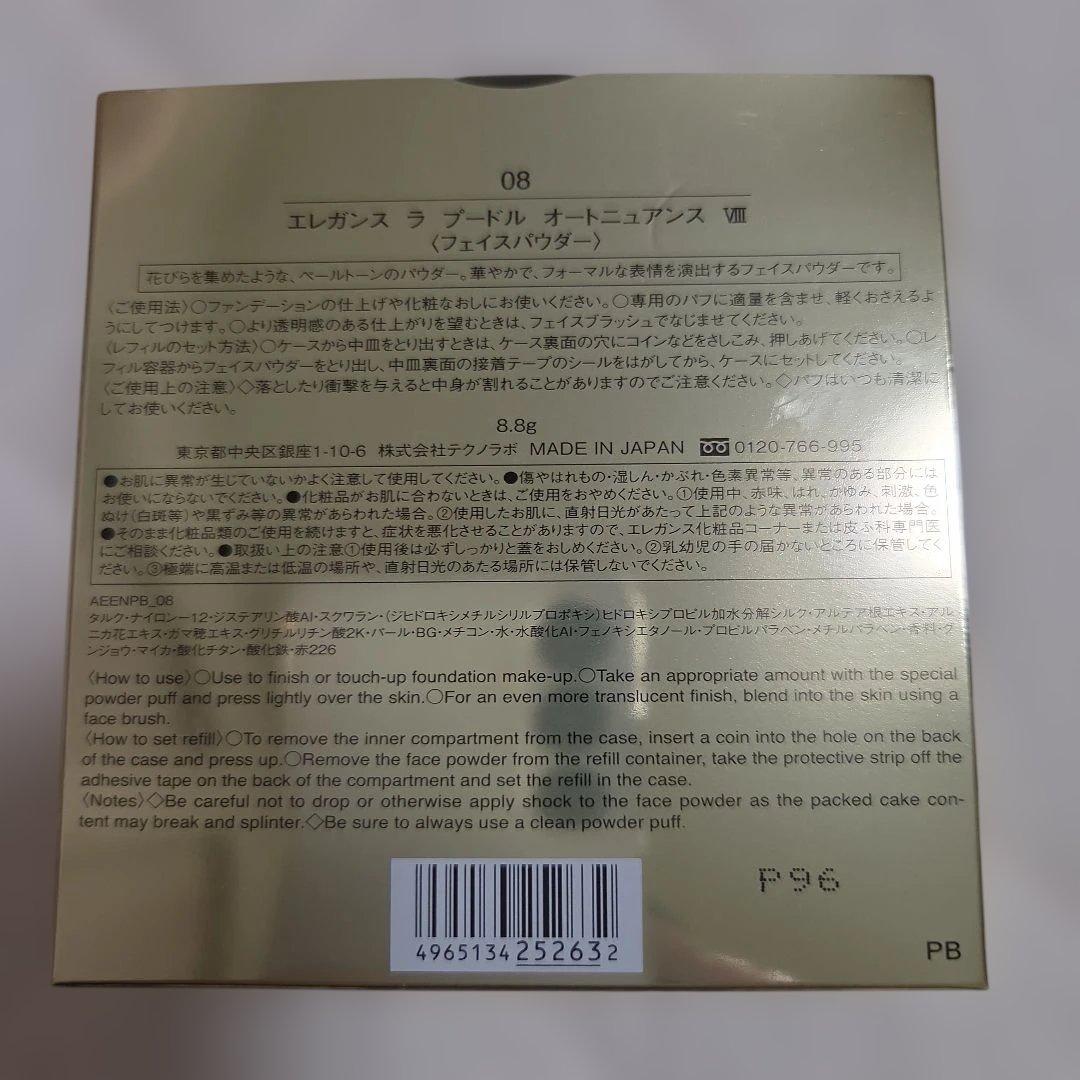 08
エレガンス ラ プードル オートニュアンス Ⅷ
〈フェイスパウダー〉
花びらを集めたような、ペールトーンのパウダー。華やかで、フォーマルな表情を演出するフェイスパウダーです。
〈ご使用法〉○ファンデーションの仕上げや化粧なおしにお使いください。○専用のパフに適量を含ませ、軽くおさえるよ
うにしてつけます。○より透明感のある仕上がりを望むときは、フェイスブラッシュでなじませてください。
〈レフィルのセット方法〉○ケースから中皿をとり出すときは、ケース裏面の穴にコインなどをさしこみ、押しあげてください。○レ
フィル容器からフェイスパウダーをとり出し、中皿裏面の接着テープのシールをはがしてから、ケースにセットしてください。
〈ご使用上の注意〉◇落としたり衝撃を与えると中身が割れることがありますのでご注意ください。◇パフはいつも清潔に
してお使いください。
8.8g
東京都中央区銀座1-10-6 株式会社テクノラボ MADE IN JAPAN 0120-766-995
●お肌に異常が生じていないかよく注意して使用してください。●傷やはれもの・湿しん・かぶれ・色素異常等、異常のある部分には
お使いにならないでください。●化粧品がお肌に合わないときは、ご使用をおやめください。①使用中、赤味、はれ、かゆみ、刺激、色
ぬけ(白斑等)や黒ずみ等の異常があらわれた場合。②使用したお肌に、直射日光があたって上記のような異常があらわれた場合。
●そのまま化粧品類のご使用を続けますと、症状を悪化させることがありますので、エレガンス化粧品コーナーまたは皮ふ科専門医
にご相談ください。●取扱い上の注意①使用後は必ずしっかりと蓋をおしめください。②乳幼児の手の届かないところに保管してく
ださい。③極端に高温または低温の場所や、直射日光のあたる場所には保管しないでください。
AEENPB_08
タルク・ナイロン-12・ジステアリン酸Al・スクワラン・(ジヒドロキシメチルシリルプロポキシ)ヒドロキシプロピル加水分解シルク・アルテア根エキス・アル
ニカ花エキス・ガマ穂エキス・グリチルリチン酸2K・パール・BG・メチコン・水・水酸化Al・フェノキシエタノール・プロピルパラベン・メチルパラベン・香料・グ
ンジョウ・マイカ・酸化チタン・酸化鉄・赤226
〈How to use〉○Use to finish or touch-up foundation make-up.○Take an appropriate amount with the special
powder puff and press lightly over the skin.○For an even more translucent finish, blend into the skin using a
face brush.
〈How to set refill〉○To remove the inner compartment from the case, insert a coin into the hole on the back
of the case and press up.○Remove the face powder from the refill container, take the protective strip off the
adhesive tape on the back of the compartment and set the refill in the case.
〈Notes〉◇Be careful not to drop or otherwise apply shock to the face powder as the packed cake con-
tent may break and splinter.◇Be sure to always use a clean powder puff.
P96
4965134252632
PB